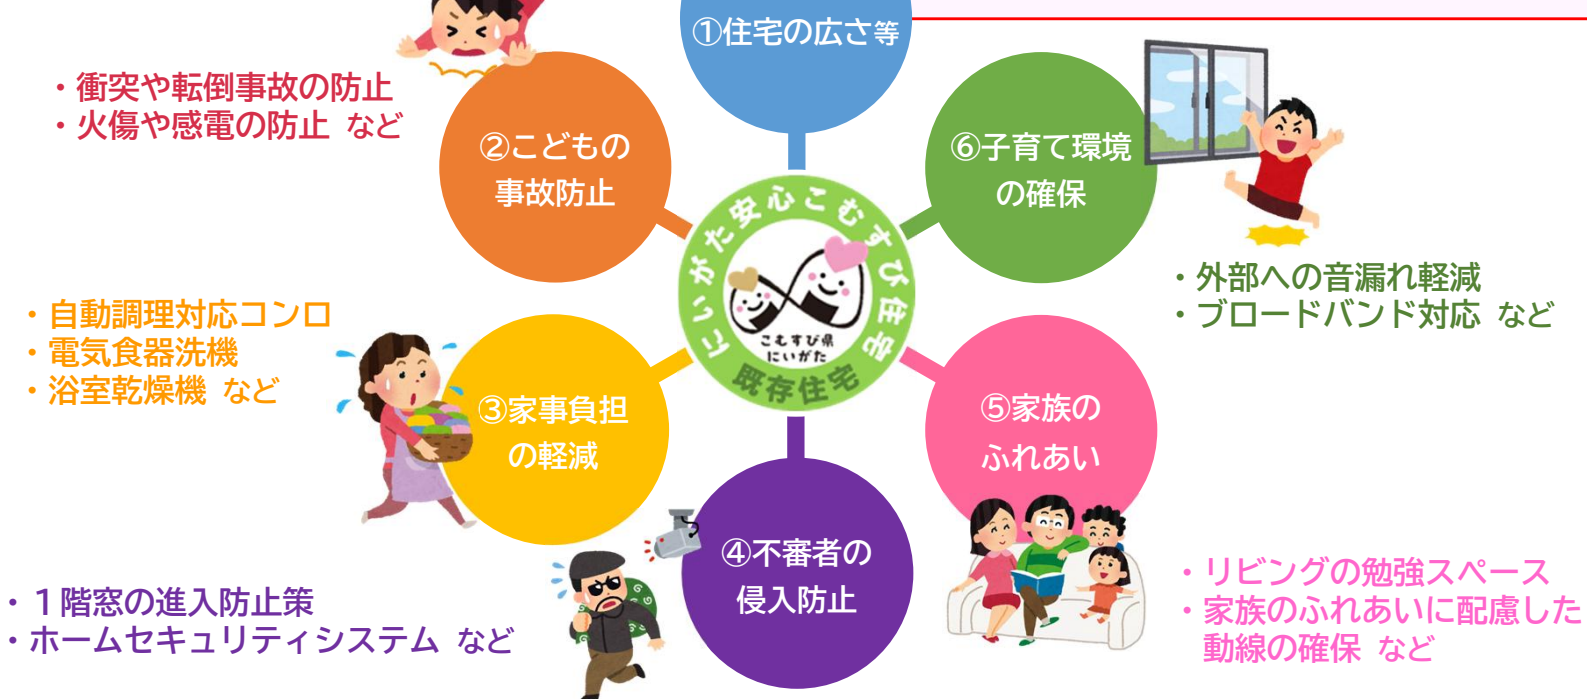 ①住宅の広さ等
・衝突や転倒事故の防止
・火傷や感電の防止 など
②こどもの
事故防止
⑥子育て環境
の確保
・外部への音漏れ軽減
・ブロードバンド対応 など
にいがた安心こむすび住宅
こむすび県
にいがた
既存住宅
・自動調理対応コンロ
・電気食器洗機
・浴室乾燥機 など
③家事負担
の軽減
⑤家族の
ふれあい
④不審者の
侵入防止
・１階窓の進入防止策
・ホームセキュリティシステム など
・リビングの勉強スペース
・家族のふれあいに配慮した
動線の確保 など